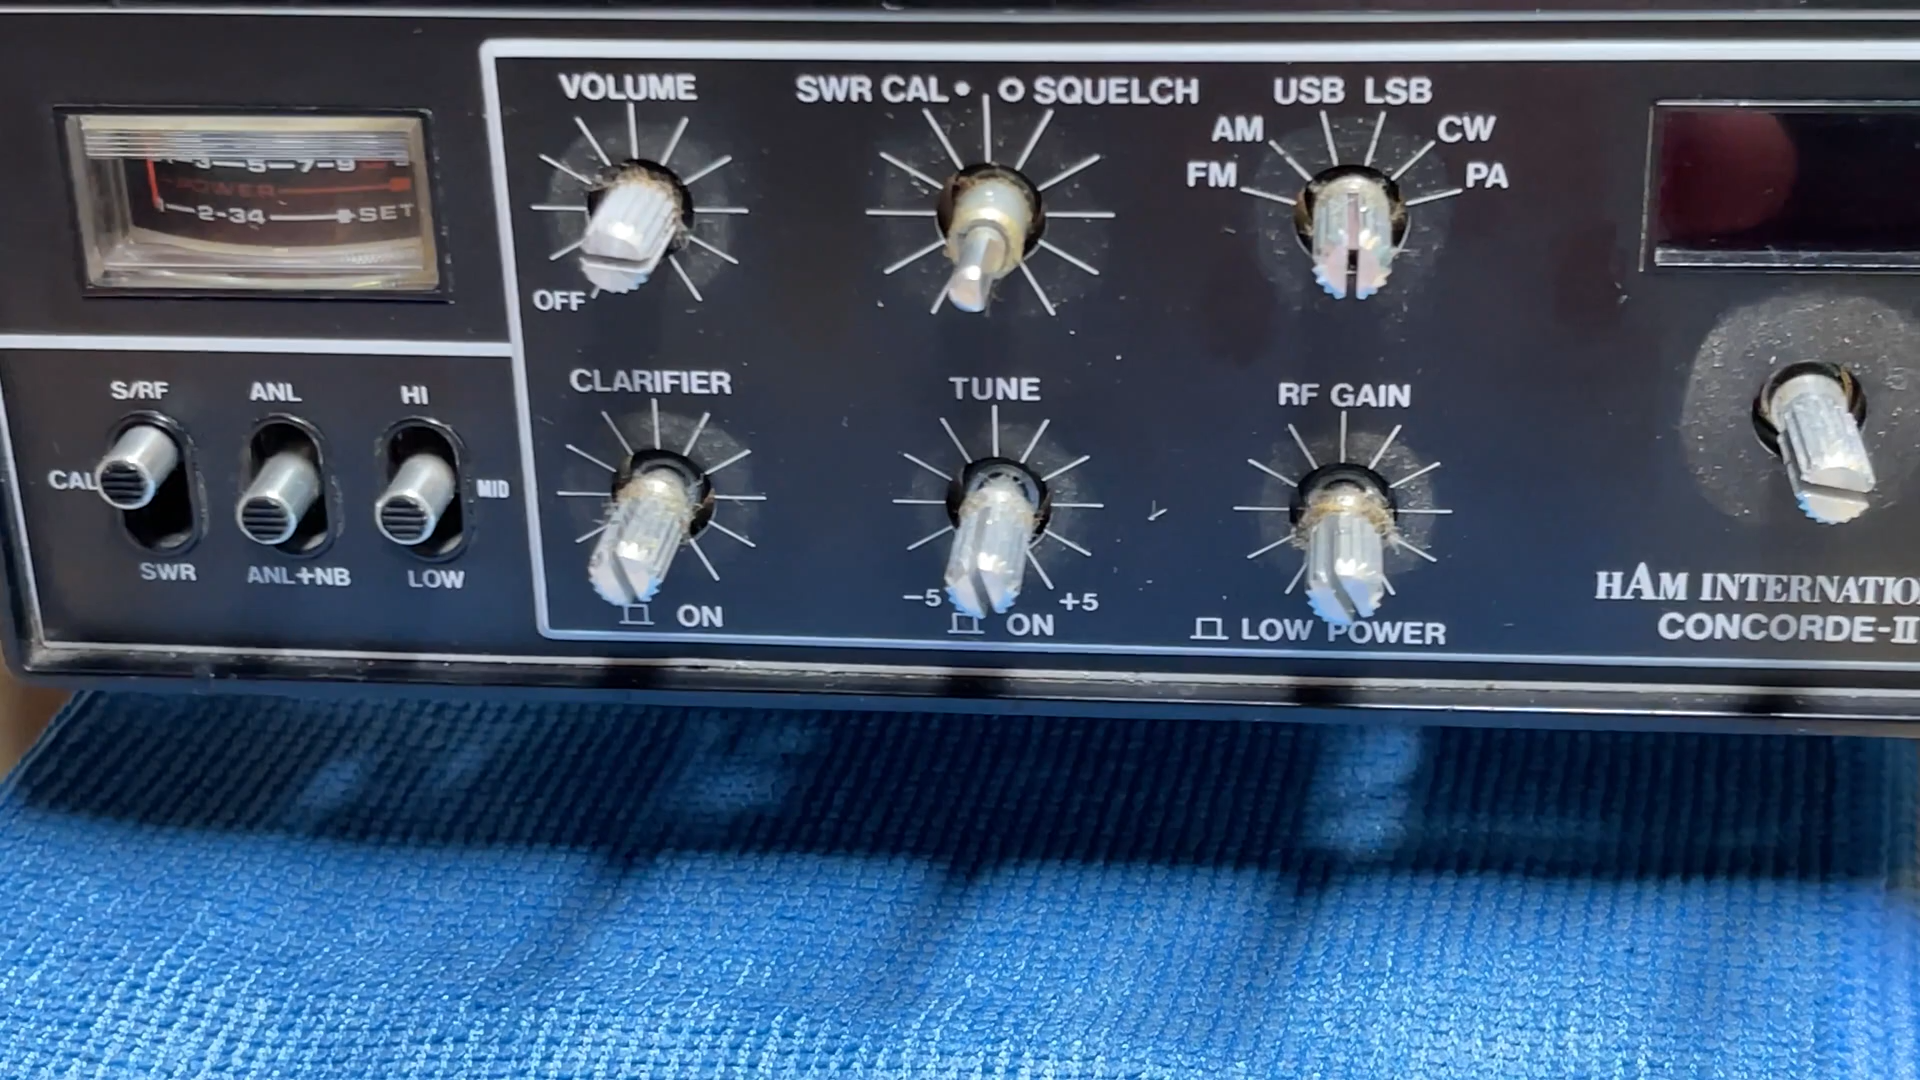 VOLUME
SWR CAL • O SQUELCH
USB LSB
AM CW
FM PA
3-5-7-9
POWER
1-2-34 SET
OFF
S/RF ANL HI
CAL MID
SWR ANL+NB LOW
CLARIFIER TUNE RF GAIN
ON
-5 +5
ON
LOW POWER
HAM INTERNATIO
CONCORDE-II